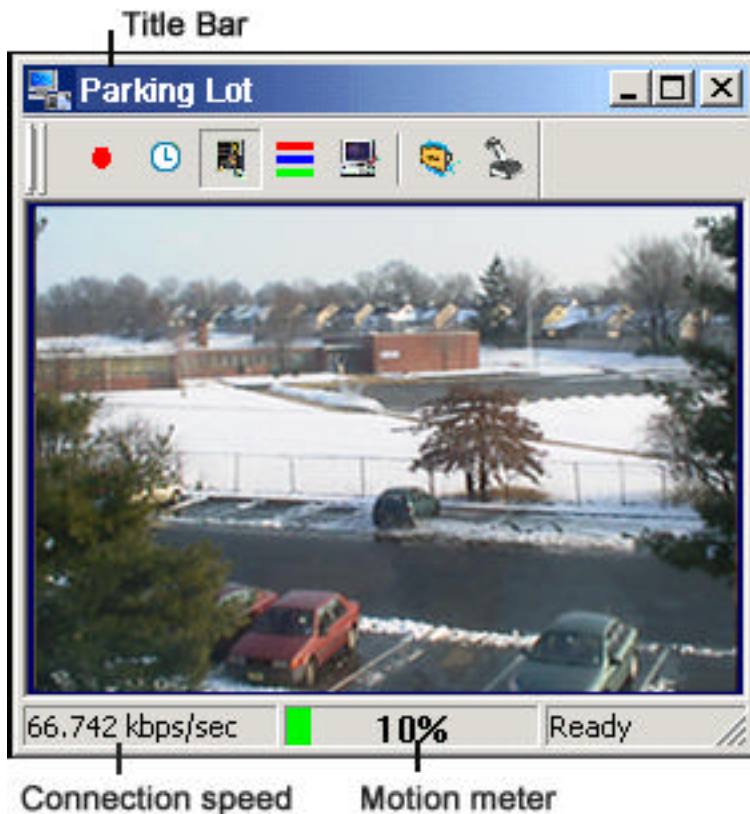 Title Bar
Parking Lot
66.742 kbps/sec
10%
Ready
Connection speed
Motion meter